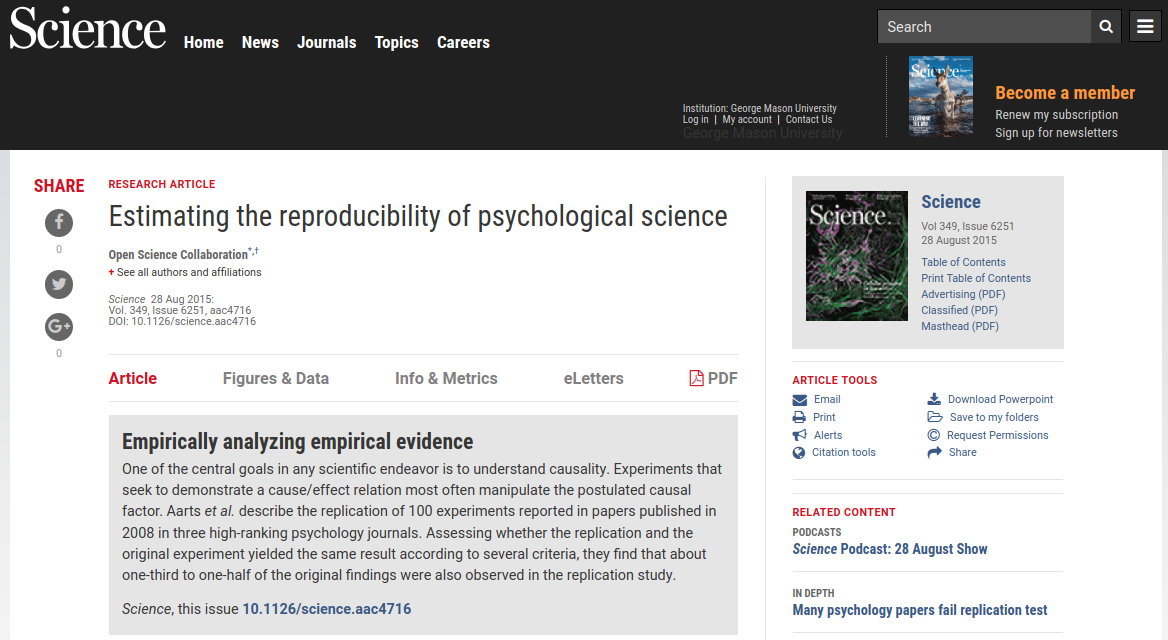 Science
Home News Journals Topics Careers
Search
Institution: George Mason University
Log in | My account | Contact Us
George Mason University
Science
Become a member
Renew my subscription
Sign up for newsletters
SHARE
0
0
RESEARCH ARTICLE
Estimating the reproducibility of psychological science
Open Science Collaboration*,†
+ See all authors and affiliations
Science 28 Aug 2015:
Vol. 349, Issue 6251, aac4716
DOI: 10.1126/science.aac4716
Article Figures & Data Info & Metrics eLetters PDF
Empirically analyzing empirical evidence
One of the central goals in any scientific endeavor is to understand causality. Experiments that
seek to demonstrate a cause/effect relation most often manipulate the postulated causal
factor. Aarts et al. describe the replication of 100 experiments reported in papers published in
2008 in three high-ranking psychology journals. Assessing whether the replication and the
original experiment yielded the same result according to several criteria, they find that about
one-third to one-half of the original findings were also observed in the replication study.
Science, this issue 10.1126/science.aac4716
Science
Science
Vol 349, Issue 6251
28 August 2015
Table of Contents
Print Table of Contents
Advertising (PDF)
Classified (PDF)
Masthead (PDF)
ARTICLE TOOLS
Email Download Powerpoint
Print Save to my folders
Alerts Request Permissions
Citation tools Share
RELATED CONTENT
PODCASTS
Science Podcast: 28 August Show
IN DEPTH
Many psychology papers fail replication test